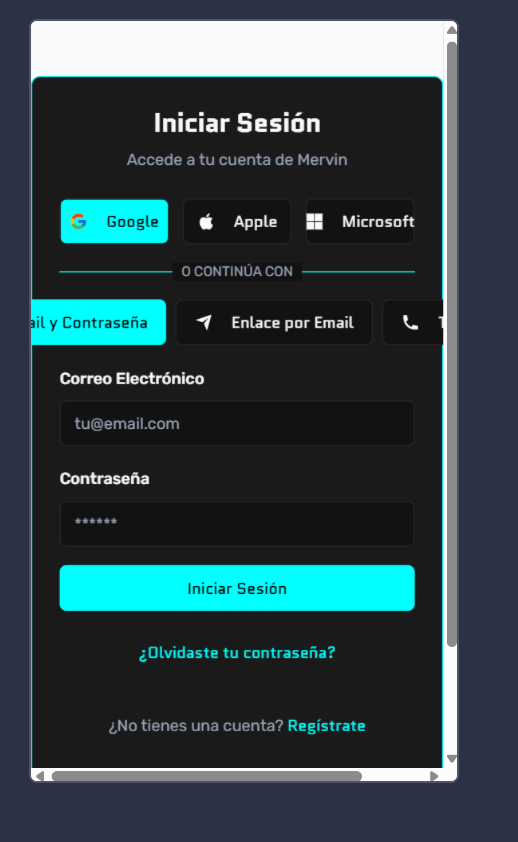 Iniciar Sesión
Accede a tu cuenta de Mervin
Google Apple Microsoft
O CONTINÚA CON
ail y Contraseña Enlace por Email
Correo Electrónico
tu@email.com
Contraseña
******
Iniciar Sesión
¿Olvidaste tu contraseña?
¿No tienes una cuenta? Regístrate